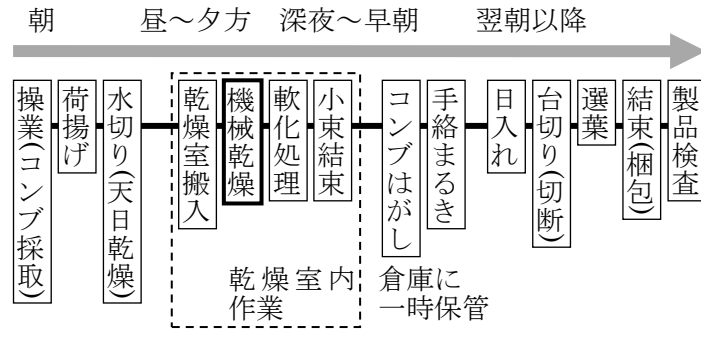 朝
昼～夕方
深夜～早朝
翌朝以降
操業(コンブ採取)
荷揚げ
水切り(天日乾燥)
乾燥室搬入
機械乾燥
軟化処理
小束結束
コンブはがし
手絡まるき
日入れ
台切り(切断)
選葉
結束(梱包)
製品検査
乾燥室内
作業
倉庫に
一時保管